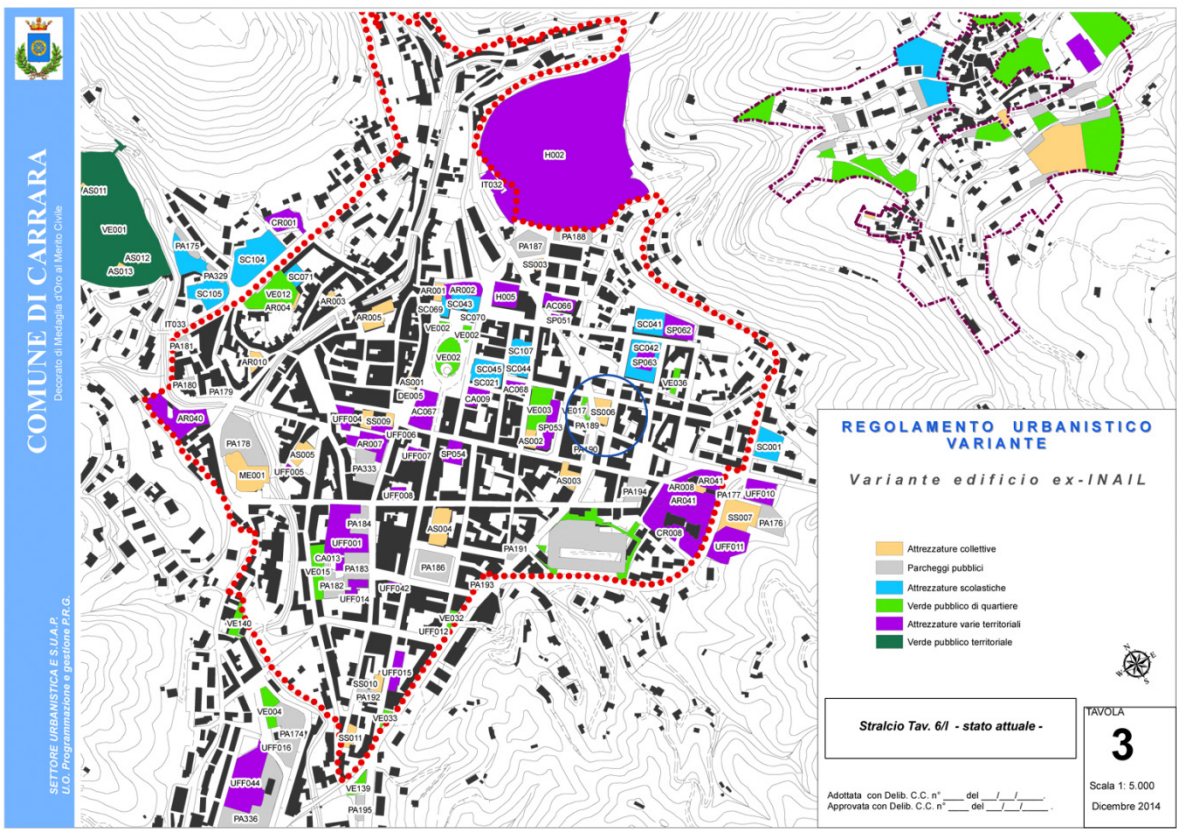 COMUNE DI CARRARA
Decorato di Medaglia d'Oro al Merito Civile
SETTORE URBANISTICA E S.U.A.P.
U.O. Programmazione e gestione P.R.G.
H002
IT032
AS011
VE001
AS012
AS013
CR001
PA175
SC104
PA329
SC071
SC105
VE012
AR004
AR003
AR005
IT033
PA181
AR010
PA180
PA179
PA187
PA188
SS003
AR001
AR002
H005
SC043
SC069
SC070
AC066
SP051
VE002
VE002
VE002
SC041
SP062
SC042
SP063
SC107
SC045
SC044
SC021
VE036
AS001
DE005
AC067
CA009
AC068
VE003
VE017
SS006
SP053
PA189
AS002
PA190
AR040
UFF004
SS009
UFF006
AR007
UFF007
SP054
PA333
PA178
AS005
UFF005
ME001
UFF008
AS003
SC001
AR041
AR008
AR041
PA177
UFF010
PA194
SS007
PA176
CR008
UFF011
PA184
AS004
UFF001
CA013
VE015
PA183
PA182
UFF014
PA186
PA191
UFF042
PA193
VE140
VE032
UFF012
UFF015
SS010
PA192
VE033
VE004
PA174
UFF016
SS011
UFF044
VE139
PA336
PA195
REGOLAMENTO URBANISTICO
VARIANTE
Variante edificio ex-INAIL
Attrezzature collettive
Parcheggi pubblici
Attrezzature scolastiche
Verde pubblico di quartiere
Attrezzature varie territoriali
Verde pubblico territoriale
N
E
S
Stralcio Tav. 6/I - stato attuale -
TAVOLA
3
Scala 1: 5.000
Dicembre 2014
Adottata con Delib. C.C. n° ____ del ___/___/_____.
Approvata con Delib. C.C. n° ____ del ___/___/_____ .